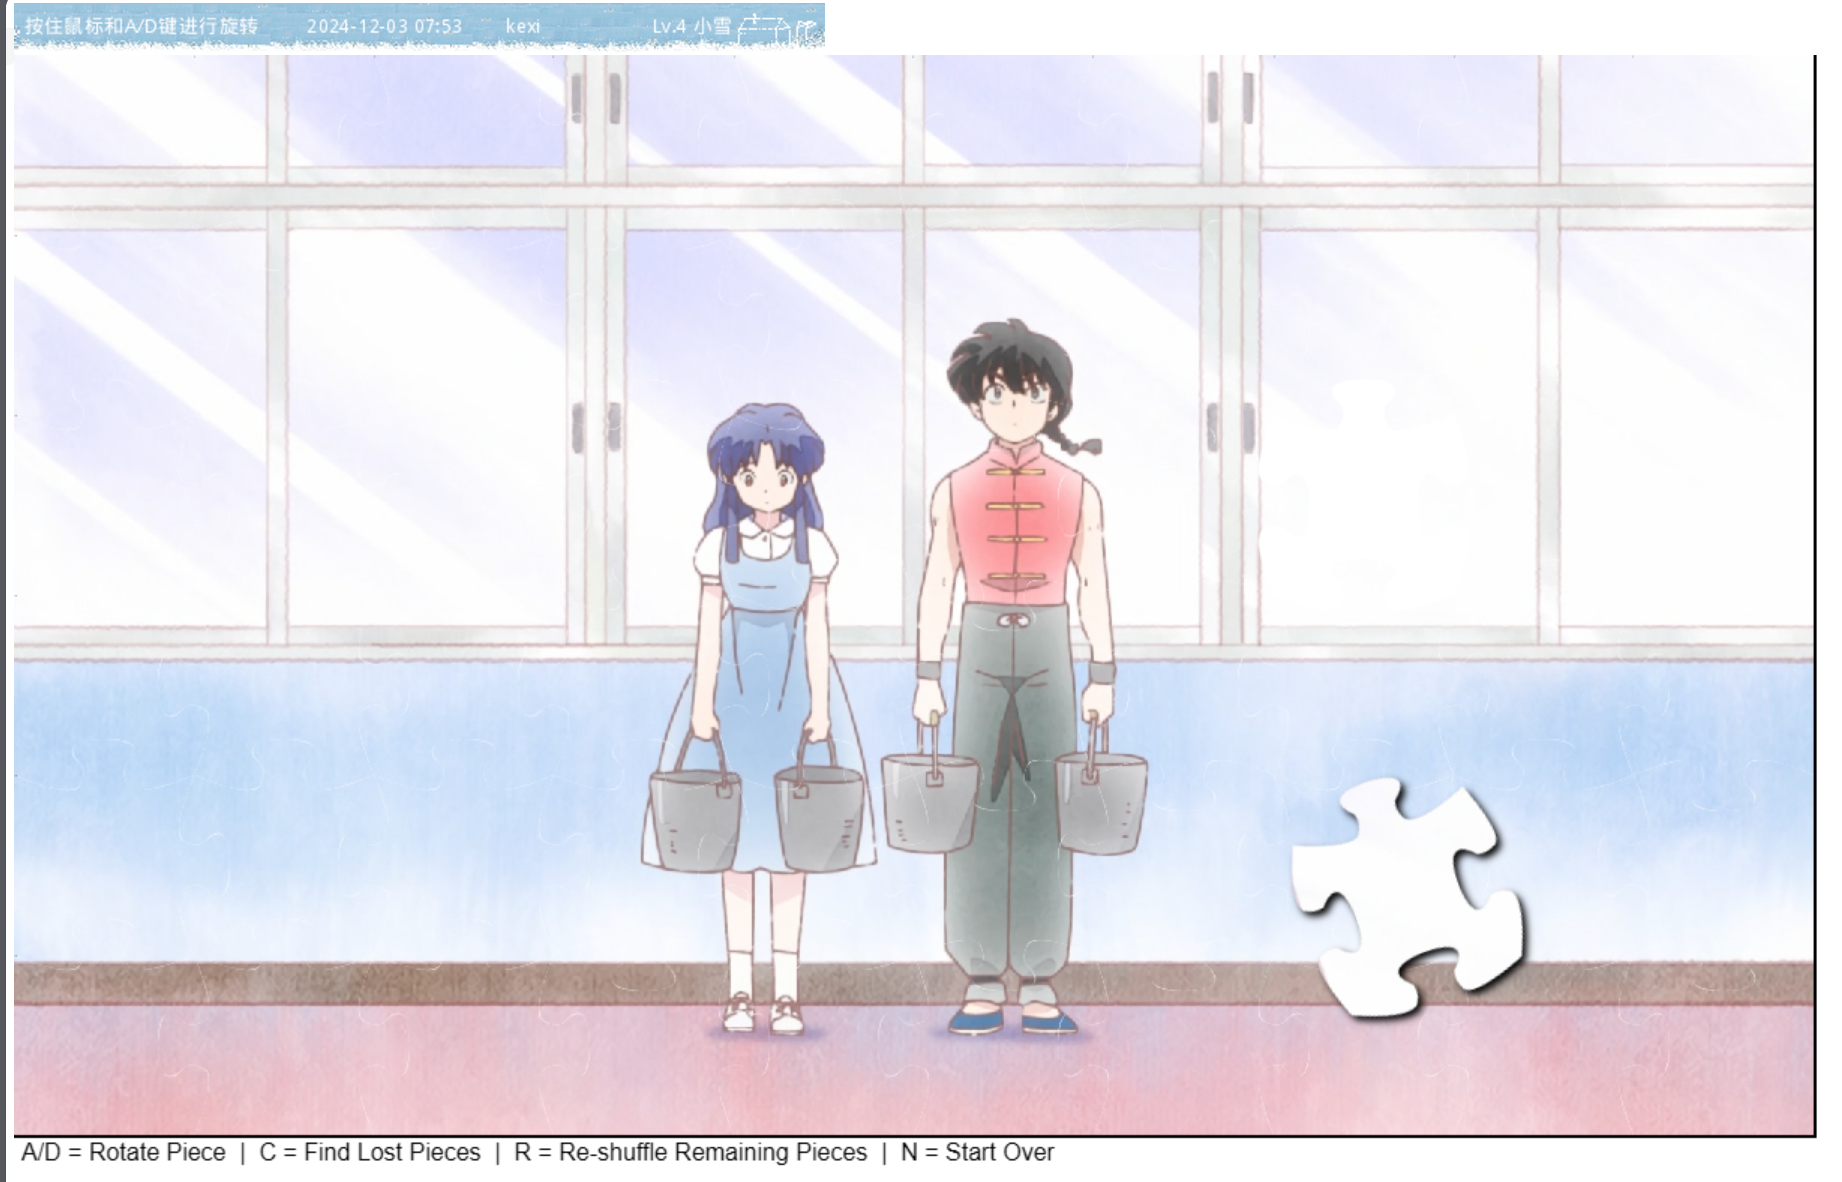 按住鼠标和A/D键进行旋转 2024-12-03 07:53 kexi Lv.4 小雪
A/D = Rotate Piece | C = Find Lost Pieces | R = Re-shuffle Remaining Pieces | N = Start Over